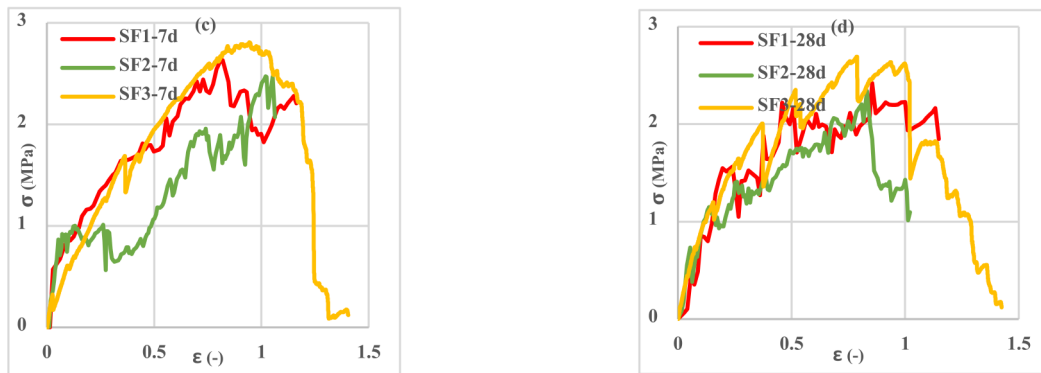 (c)
SF1-7d
SF2-7d
SF3-7d
3
2
1
0
σ (MPa)
0
0.5
1
1.5
ε (-)
(d)
SF1-28d
SF2-28d
SF3-28d
3
2
1
0
σ (MPa)
0
0.5
1
1.5
ε (-)